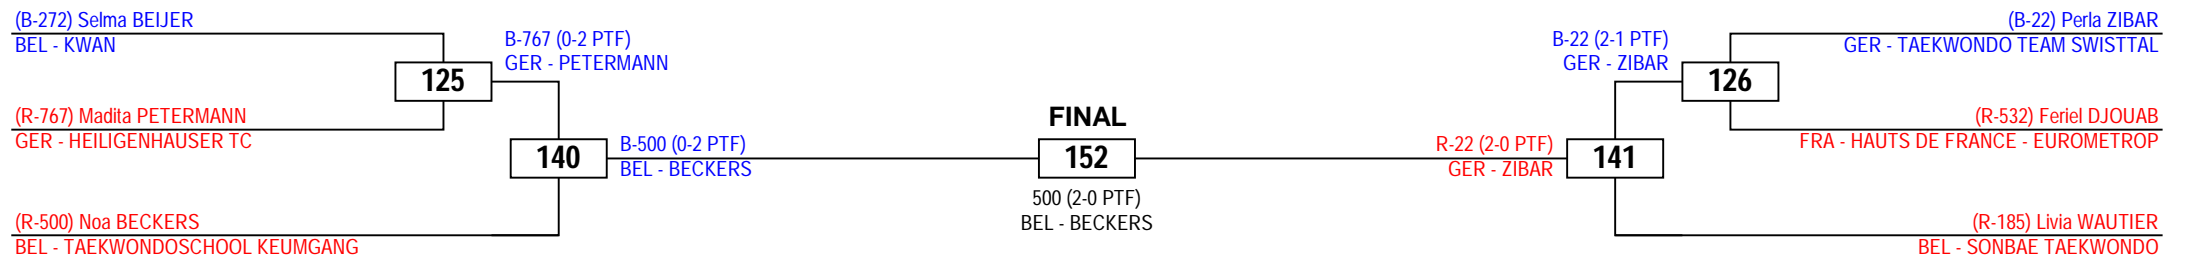 (B-272) Selma BEIJER
BEL - KWAN
125
(R-767) Madita PETERMANN
GER - HEILIGENHAUSER TC
B-767 (0-2 PTF)
GER - PETERMANN
140
(R-500) Noa BECKERS
BEL - TAEKWONDOSCHOOL KEUMGANG
B-500 (0-2 PTF)
BEL - BECKERS
FINAL
152
500 (2-0 PTF)
BEL - BECKERS
R-22 (2-0 PTF)
GER - ZIBAR
141
B-22 (2-1 PTF)
GER - ZIBAR
126
(B-22) Perla ZIBAR
GER - TAEKWONDO TEAM SWISTTAL
(R-532) Feriel DJOUAB
FRA - HAUTS DE FRANCE - EUROMETROP
(R-185) Livia WAUTIER
BEL - SONBAE TAEKWONDO